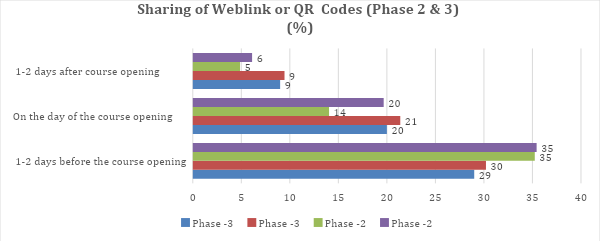 Sharing of Weblink or QR  Codes (Phase 2 & 3)
(%)
1-2 days after course opening
6
5
9
9
On the day of the course opening
20
14
21
20
1-2 days before the course opening
35
35
30
29
0 5 10 15 20 25 30 35 40
Phase -3 Phase -3 Phase -2 Phase -2